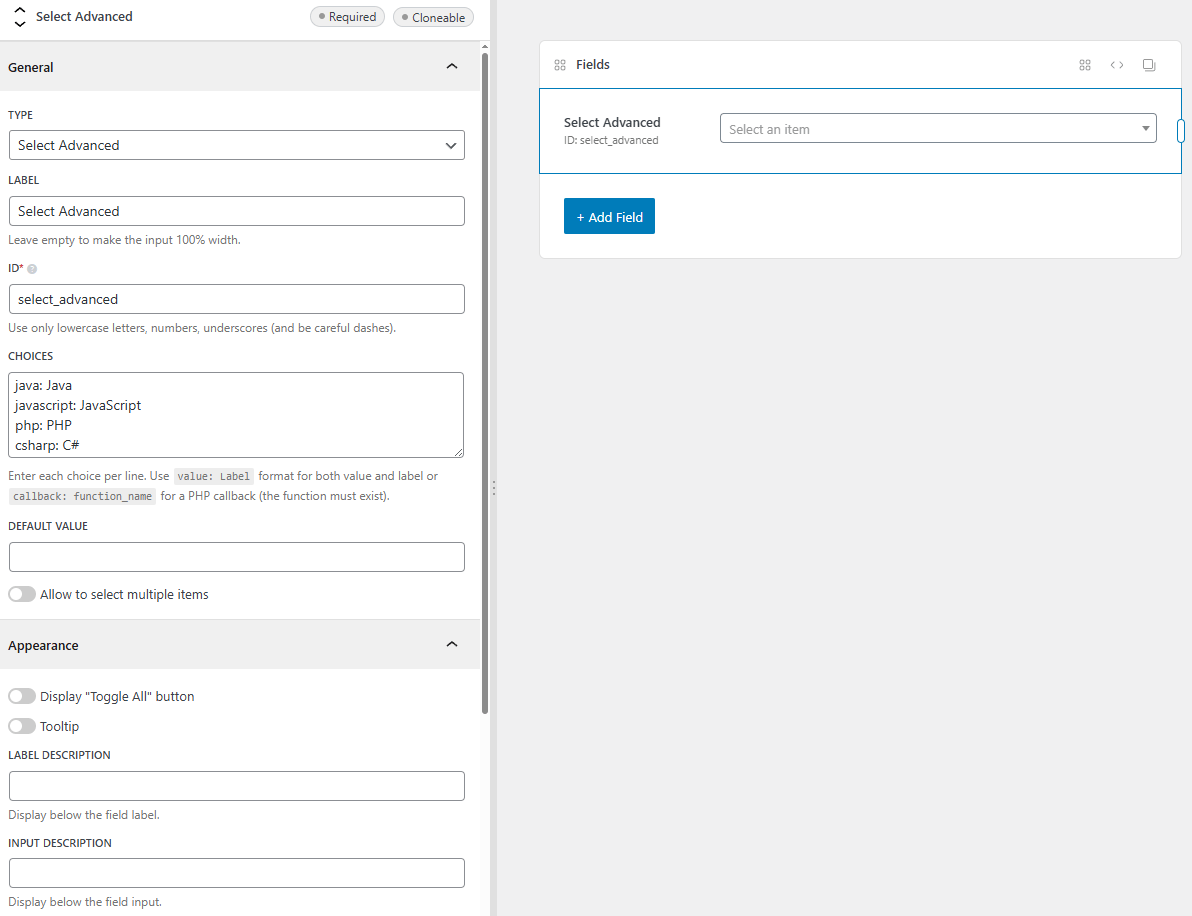 Select Advanced
Required
Cloneable
General
TYPE
Select Advanced
LABEL
Select Advanced
Leave empty to make the input 100% width.
ID*
select_advanced
Use only lowercase letters, numbers, underscores (and be careful dashes).
CHOICES
java: Java
javascript: JavaScript
php: PHP
csharp: C#
Enter each choice per line. Use value: Label format for both value and label or
callback: function_name for a PHP callback (the function must exist).
DEFAULT VALUE
Allow to select multiple items
Appearance
Display "Toggle All" button
Tooltip
LABEL DESCRIPTION
Display below the field label.
INPUT DESCRIPTION
Display below the field input.
Fields
Select Advanced
ID: select_advanced
Select an item
+ Add Field